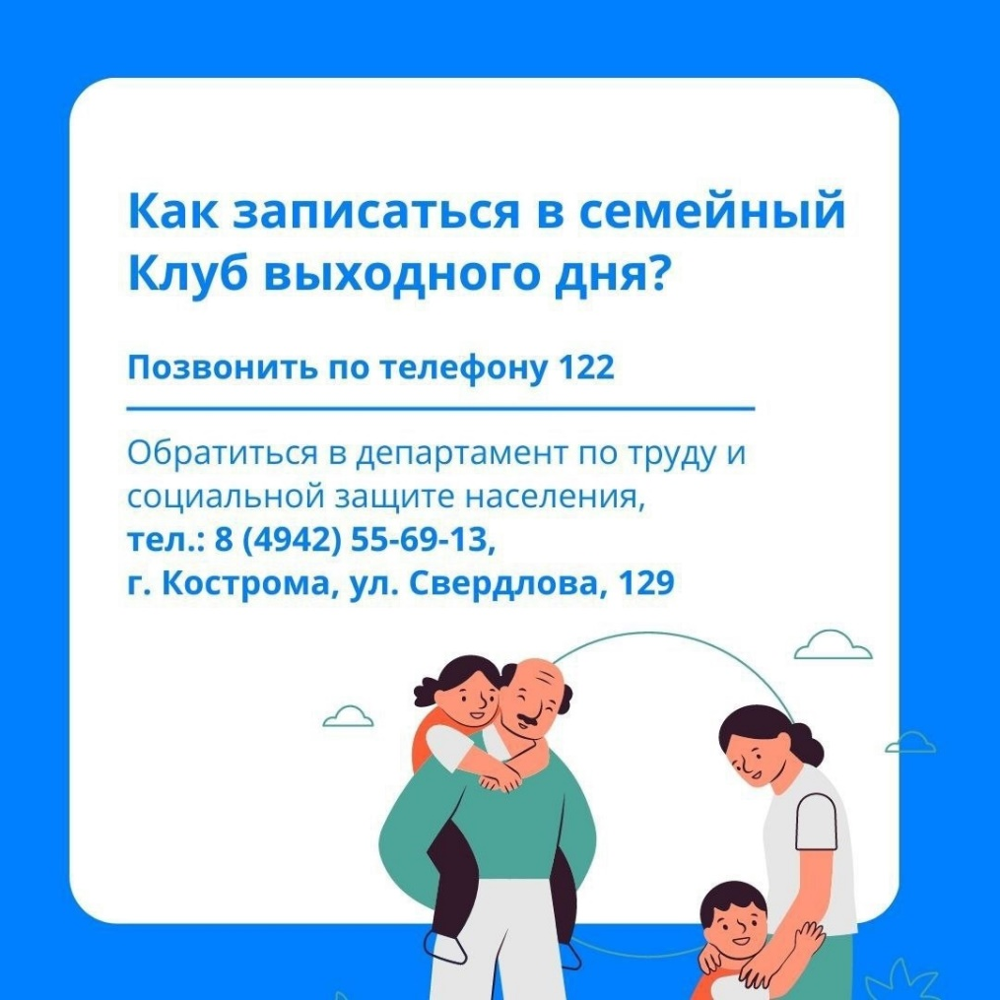 Как записаться в семейный
Клуб выходного дня?
Позвонить по телефону 122
Обратиться в департамент по труду и
социальной защите населения,
тел.: 8 (4942) 55-69-13,
г. Кострома, ул. Свердлова, 129